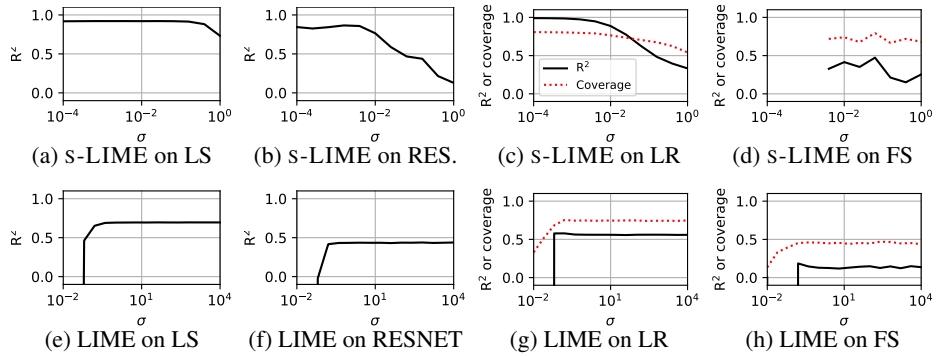 R²
1.0
0.5
0.0
10⁻⁴
10⁻²
10⁰
σ
(a) S-LIME on LS
R²
1.0
0.5
0.0
10⁻⁴
10⁻²
10⁰
σ
(b) S-LIME on RES.
R² or coverage
1.0
0.5
0.0
R²
Coverage
10⁻⁴
10⁻²
10⁰
σ
(c) S-LIME on LR
R² or coverage
1.0
0.5
0.0
10⁻⁴
10⁻²
10⁰
σ
(d) S-LIME on FS
R²
1.0
0.5
0.0
10⁻²
10¹
10⁴
σ
(e) LIME on LS
R²
1.0
0.5
0.0
10⁻²
10¹
10⁴
σ
(f) LIME on RESNET
R² or coverage
1.0
0.5
0.0
10⁻²
10¹
10⁴
σ
(g) LIME on LR
R² or coverage
1.0
0.5
0.0
10⁻²
10¹
10⁴
σ
(h) LIME on FS